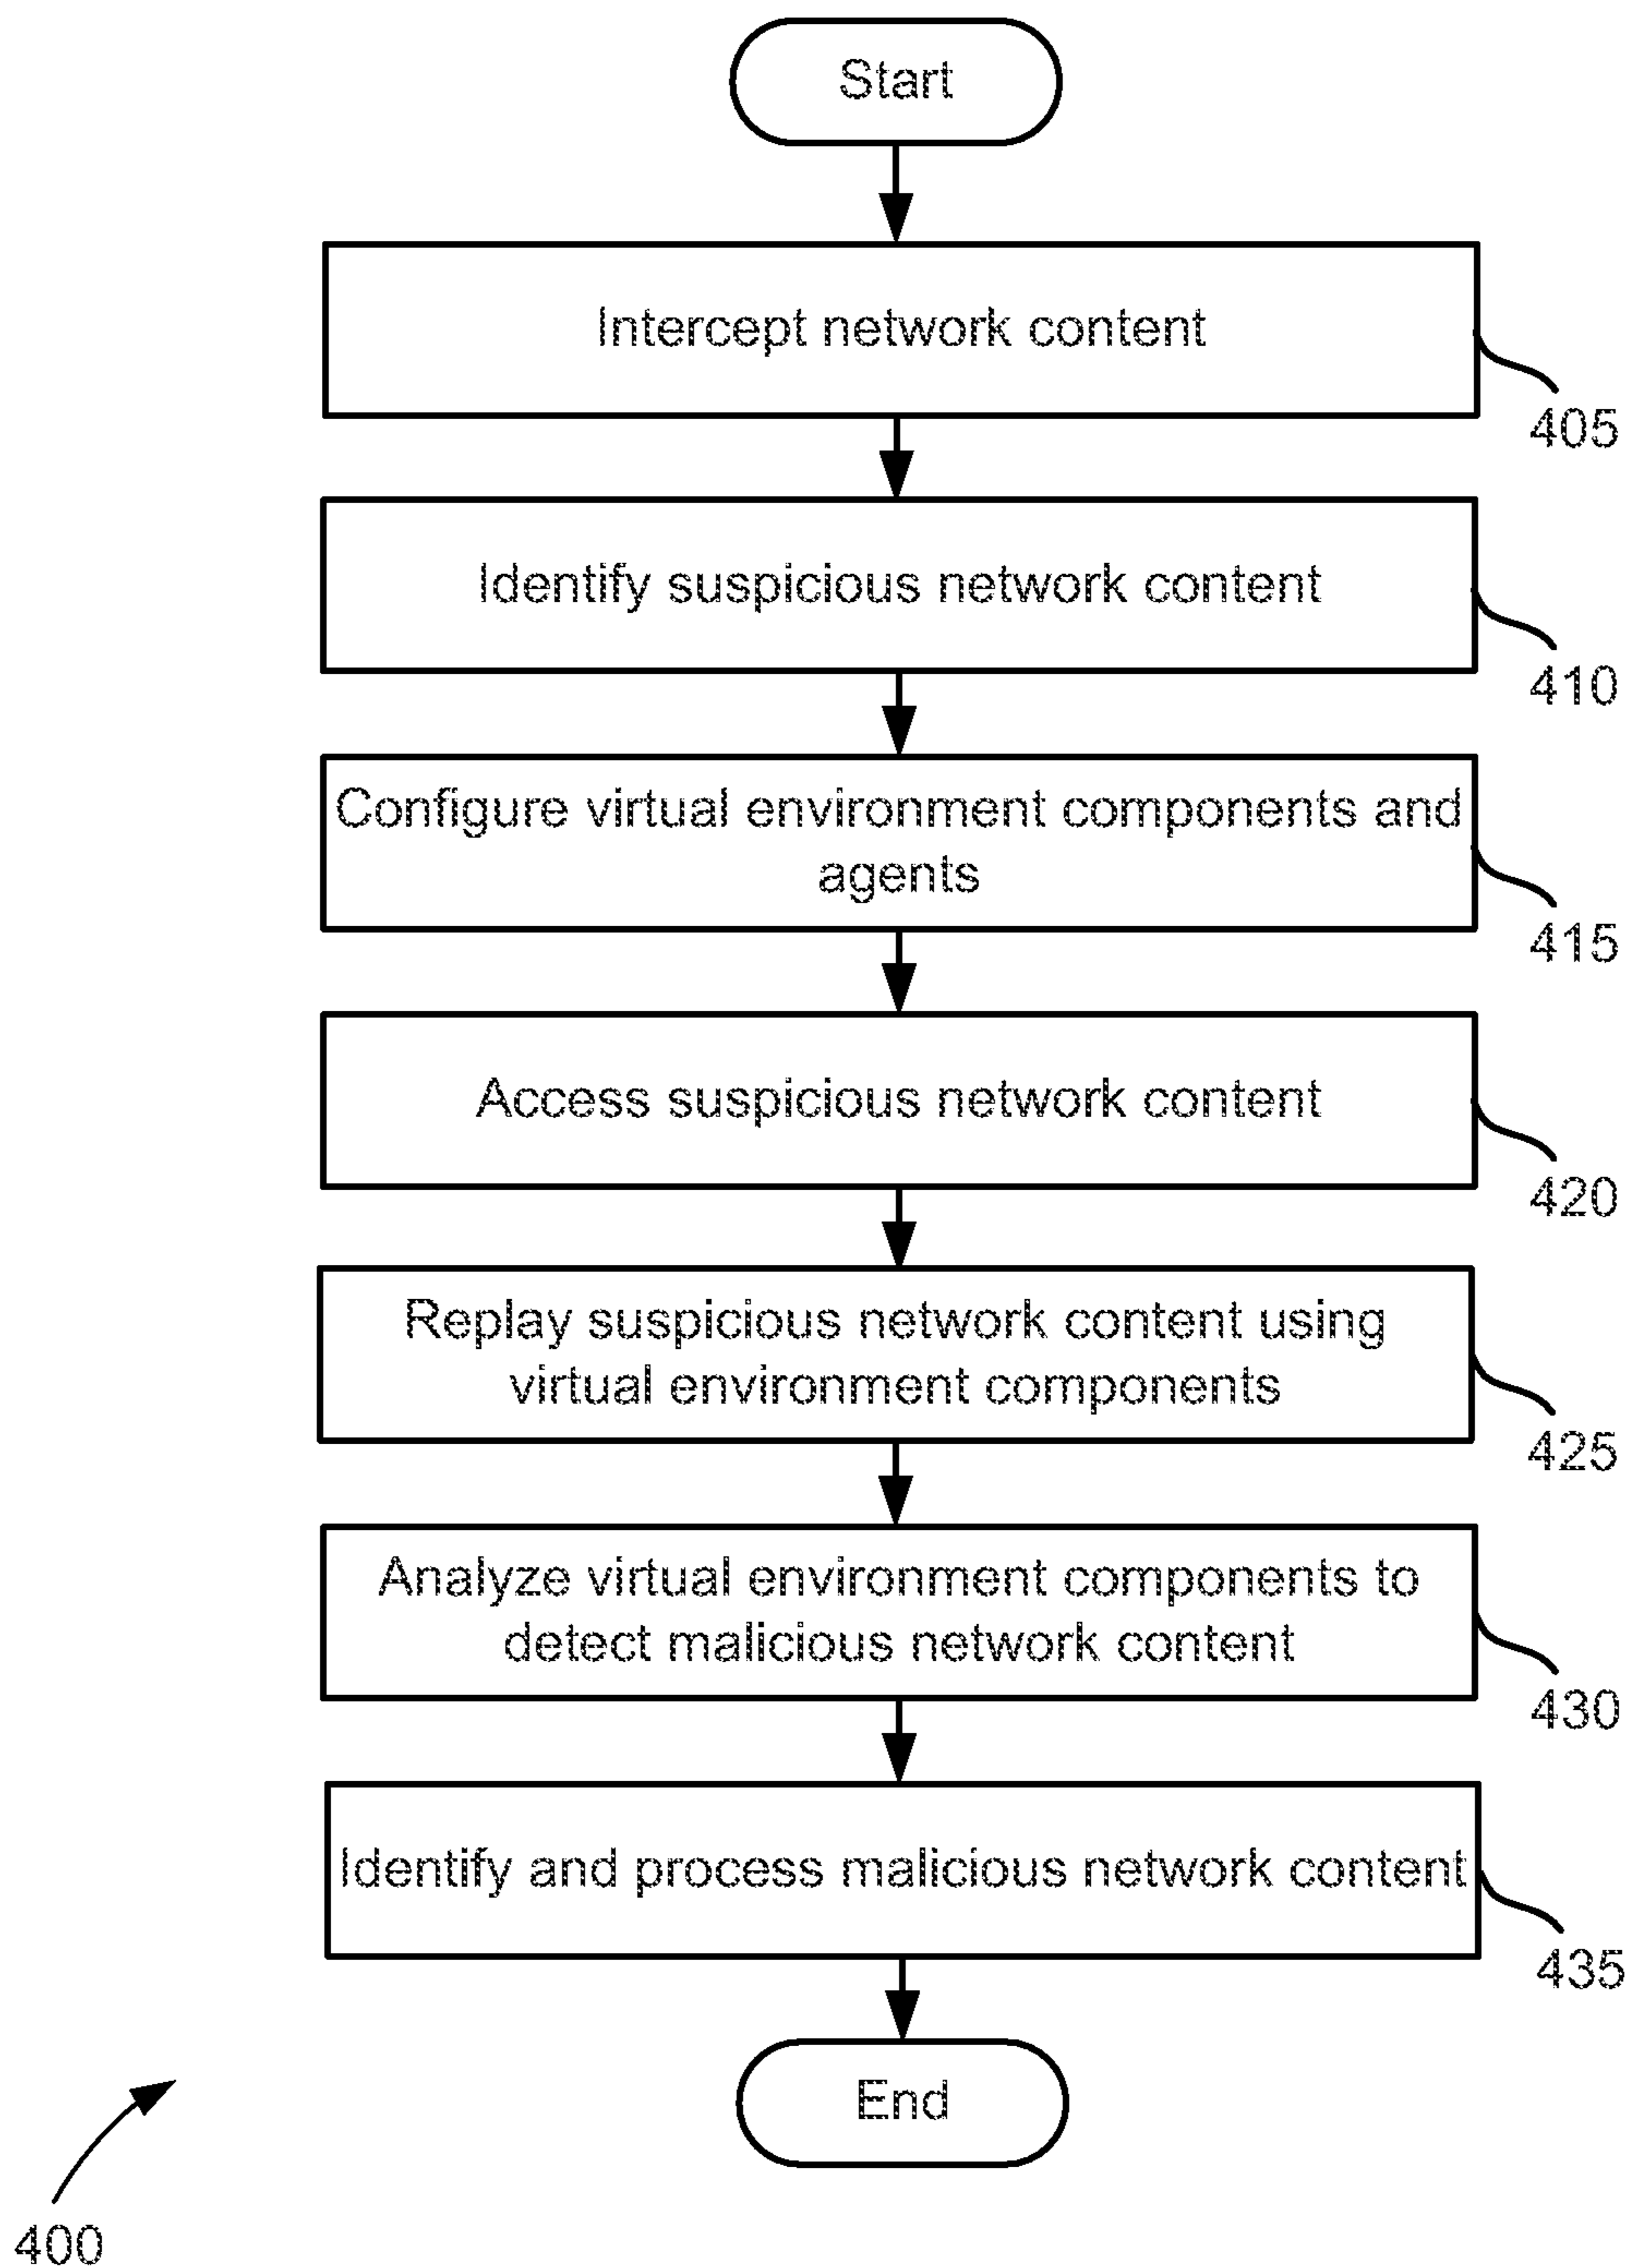 Start
Intercept network content
405
Identify suspicious network content
410
Configure virtual environment components and
agents
415
Access suspicious network content
420
Replay suspicious network content using
virtual environment components
425
Analyze virtual environment components to
detect malicious network content
430
Identify and process malicious network content
435
End
400